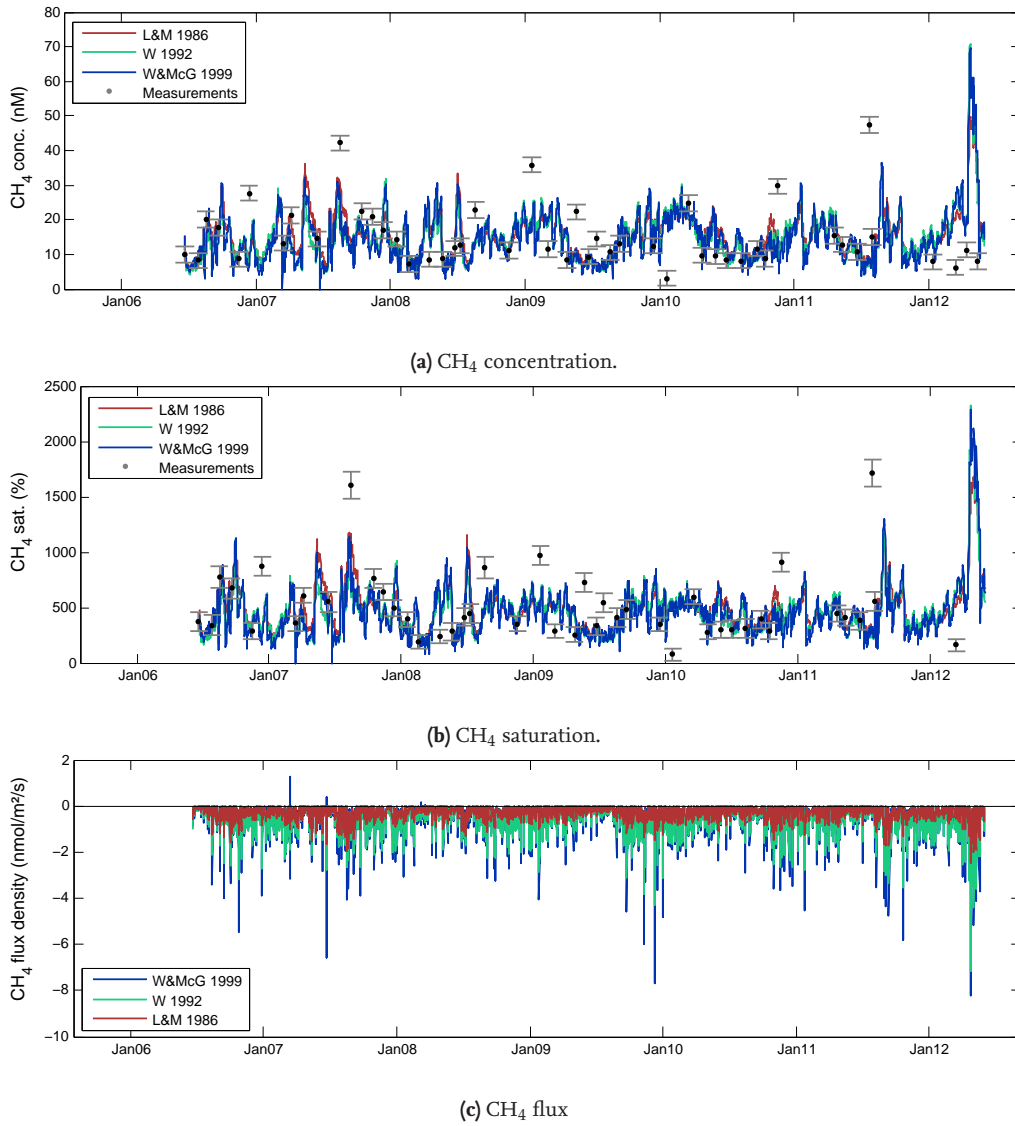 80
70
60
50
40
30
20
10
0
CH4 conc. (nM)
L&M 1986
W 1992
W&McG 1999
Measurements
Jan06 Jan07 Jan08 Jan09 Jan10 Jan11 Jan12
(a) CH4 concentration.
2500
2000
1500
1000
500
0
CH4 sat. (%)
L&M 1986
W 1992
W&McG 1999
Measurements
Jan06 Jan07 Jan08 Jan09 Jan10 Jan11 Jan12
(b) CH4 saturation.
2
0
−2
−4
−6
−8
−10
CH4 flux density (nmol/m²/s)
W&McG 1999
W 1992
L&M 1986
Jan06 Jan07 Jan08 Jan09 Jan10 Jan11 Jan12
(c) CH4 flux